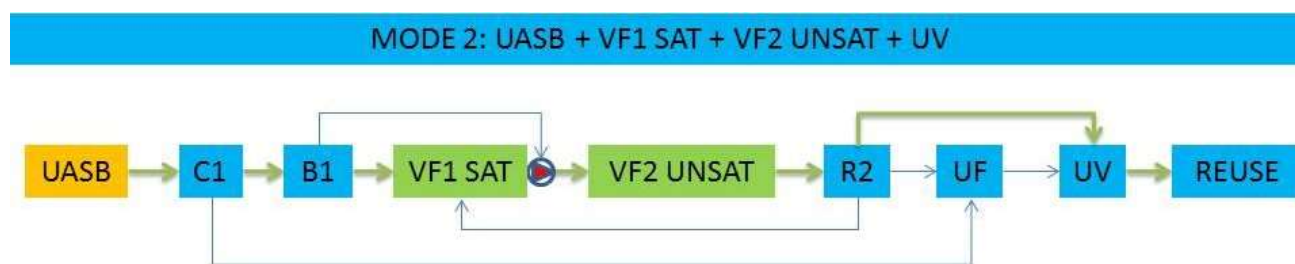 MODE 2: UASB + VF1 SAT + VF2 UNSAT + UV
UASB C1 B1 VF1 SAT VF2 UNSAT R2 UF UV REUSE